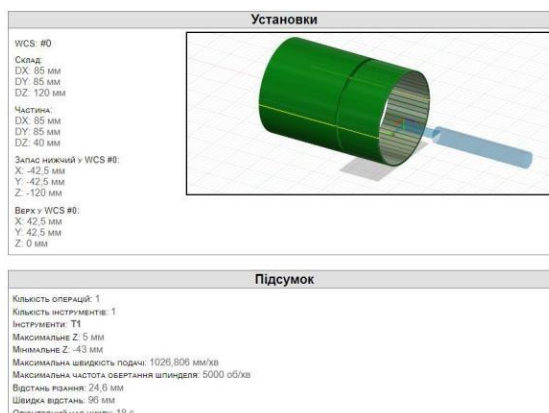 Установки
WCS: #0
Склад:
DX: 85 мм
DY: 85 мм
DZ: 120 мм
Частина:
DX: 85 мм
DY: 85 мм
DZ: 40 мм
Запас нижчий у WCS #0:
X: -42,5 мм
Y: -42,5 мм
Z: -120 мм
Верх у WCS #0:
X: 42,5 мм
Y: 42,5 мм
Z: 0 мм
Підсумок
Кількість операцій: 1
Кількість інструментів: 1
Інструменти: T1
Максимальне Z: 5 мм
Мінімальне Z: -43 мм
Максимальна швидкість подачі: 1026,806 мм/хв
Максимальна частота обертання шпинделя: 5000 об/хв
Відстань різання: 24,6 мм
Швидка відстань: 96 мм
Орієнтовний час циклу: 18 с